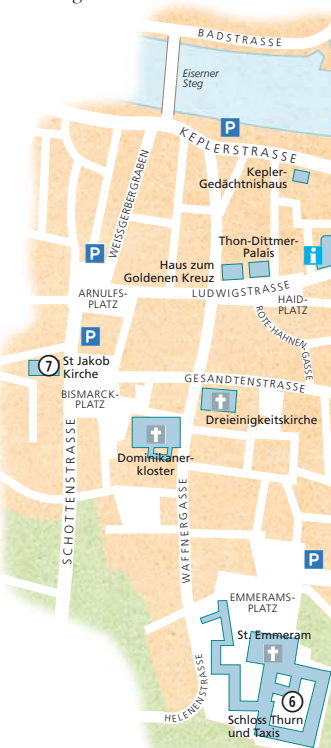 BADSTRASSE
Eiserner
Steg
P
KEPLERSTRASSE
Kepler-
Gedächtnishaus
WEISSGERBERGRABEN
Thon-Dittmer-
Palais
i
P
Haus zum
Goldenen Kreuz
ARNULFS-
PLATZ
LUDWIGSTRASSE
HAID-
PLATZ
ROTE-HAHNEN-
GASSE
P
7
St Jakob
Kirche
GESANDTENSTRASSE
BISMARCK-
PLATZ
Dreieinigkeitskirche
Dominikaner-
kloster
SCHOTTENSTRASSE
WAFFNERGASSE
P
EMMERAMS-
PLATZ
St. Emmeram
HELENENSTRASSE
6
Schloss Thurn
und Taxis